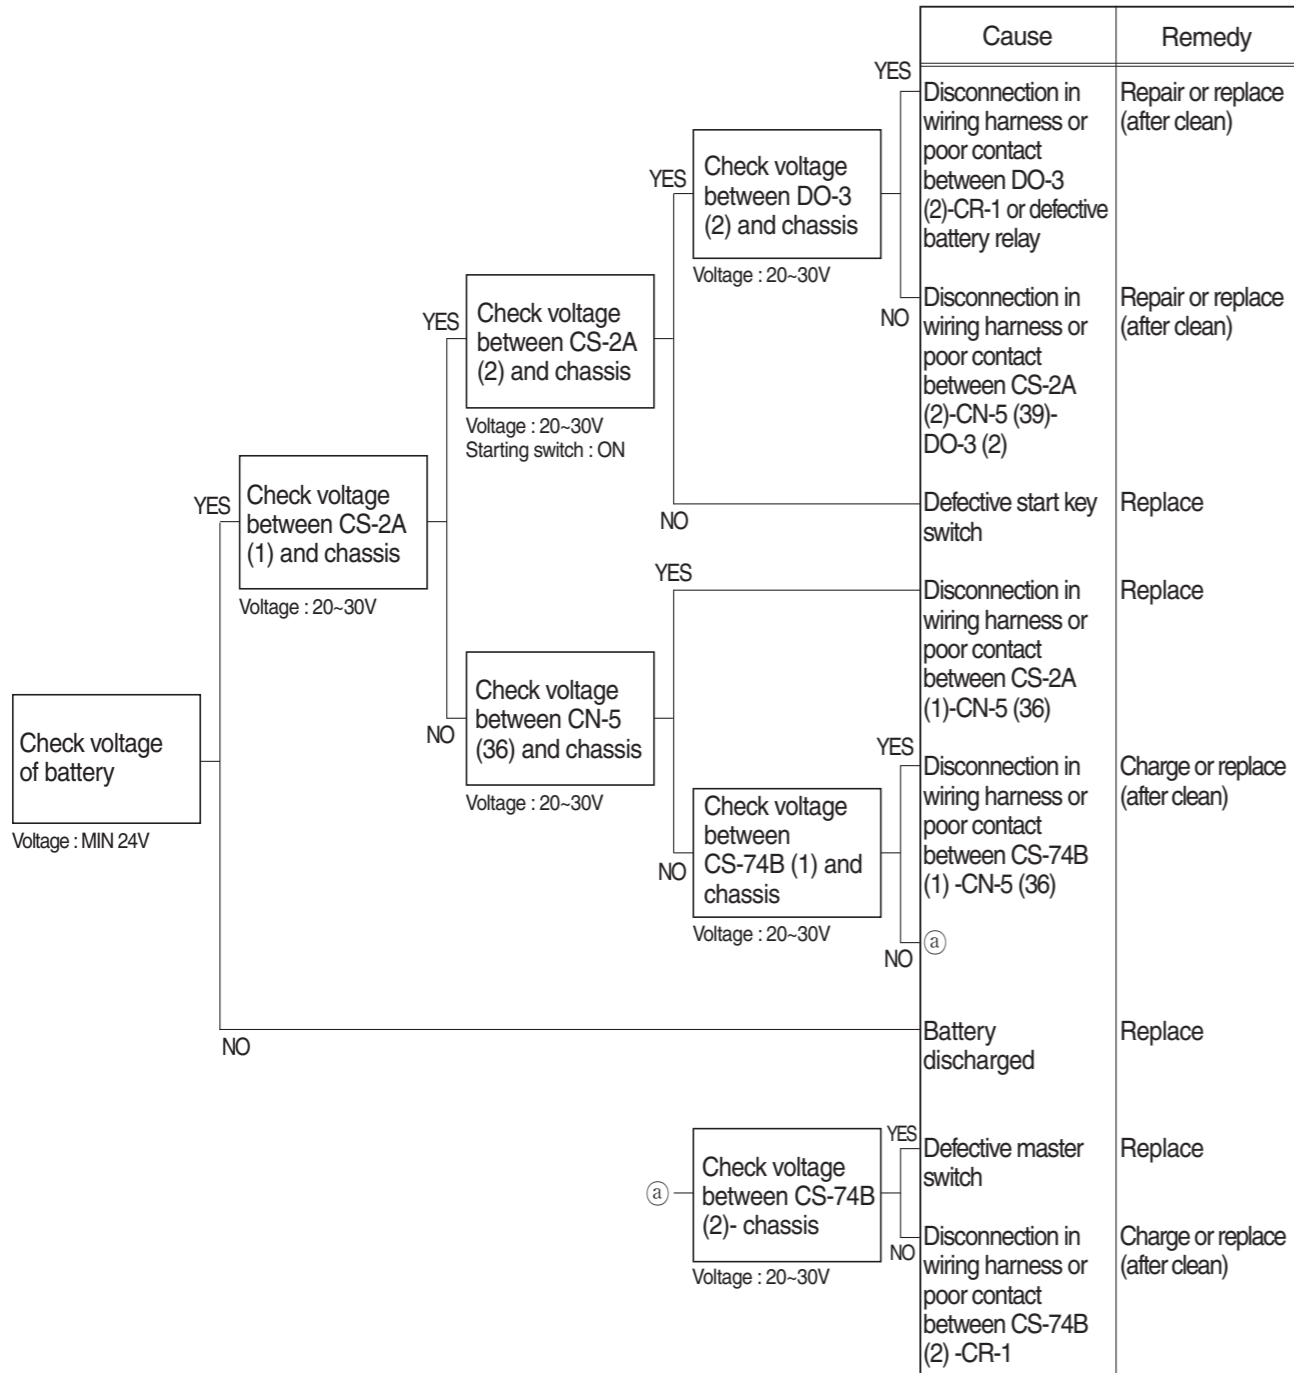 Cause
Remedy
YES
Disconnection in
wiring harness or
poor contact
between DO-3
(2)-CR-1 or defective
battery relay
Repair or replace
(after clean)
YES
Check voltage
between DO-3
(2) and chassis
Voltage : 20~30V
NO
Disconnection in
wiring harness or
poor contact
between CS-2A
(2)-CN-5 (39)-
DO-3 (2)
Repair or replace
(after clean)
YES
Check voltage
between CS-2A
(2) and chassis
Voltage : 20~30V
Starting switch : ON
NO
Defective start key
switch
Replace
YES
Check voltage
between CS-2A
(1) and chassis
Voltage : 20~30V
YES
Disconnection in
wiring harness or
poor contact
between CS-2A
(1)-CN-5 (36)
Replace
NO
Check voltage
between CN-5
(36) and chassis
Voltage : 20~30V
Check voltage
of battery
Voltage : MIN 24V
YES
Disconnection in
wiring harness or
poor contact
between CS-74B
(1) -CN-5 (36)
Charge or replace
(after clean)
NO
Check voltage
between
CS-74B (1) and
chassis
Voltage : 20~30V
NO
ⓐ
NO
Battery
discharged
Replace
ⓐ
Check voltage
between CS-74B
(2)- chassis
Voltage : 20~30V
YES
Defective master
switch
Replace
NO
Disconnection in
wiring harness or
poor contact
between CS-74B
(2) -CR-1
Charge or replace
(after clean)